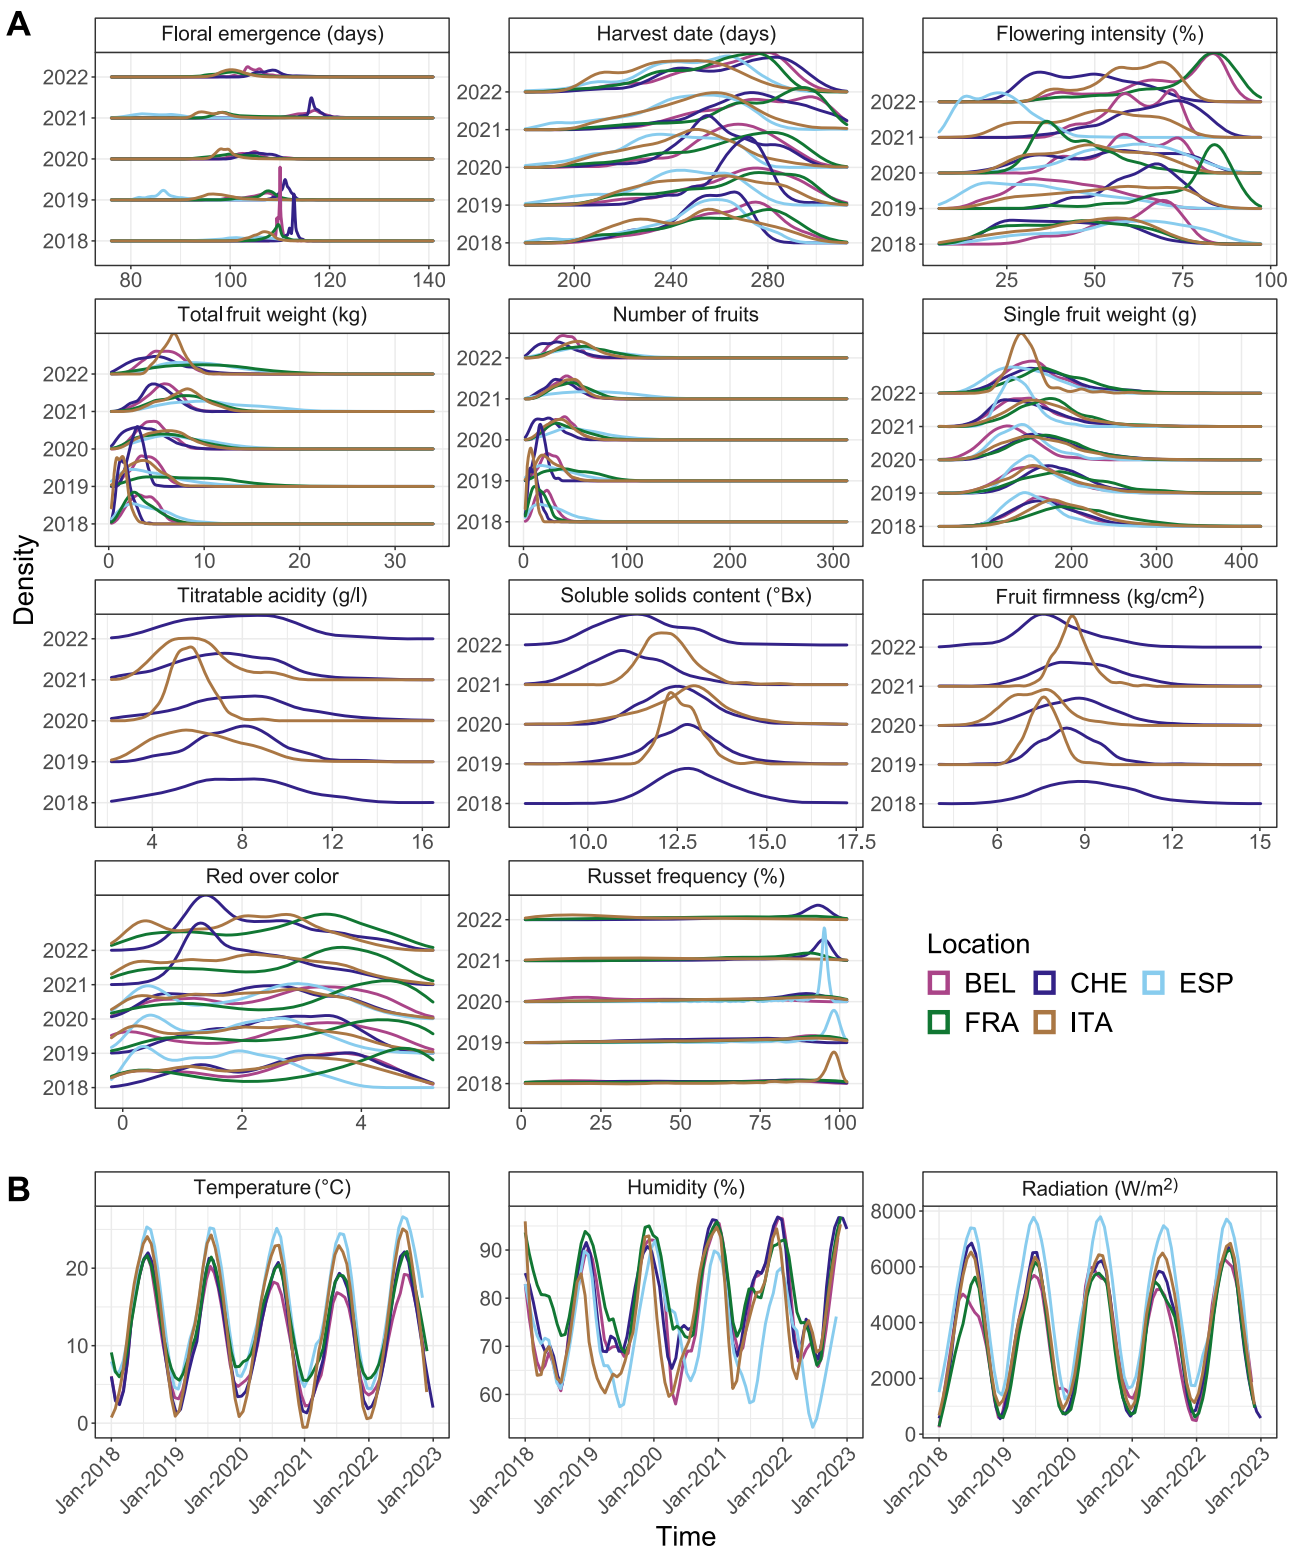 A
Floral emergence (days)
Harvest date (days)
Flowering intensity (%)
2022
2021
2020
2019
2018
2022
2021
2020
2019
2018
2022
2021
2020
2019
2018
80 100 120 140
200 240 280
25 50 75 100
Total fruit weight (kg)
Number of fruits
Single fruit weight (g)
2022
2021
2020
2019
2018
2022
2021
2020
2019
2018
2022
2021
2020
2019
2018
0 10 20 30
0 100 200 300
100 200 300 400
Density
Titratable acidity (g/l)
Soluble solids content (°Bx)
Fruit firmness (kg/cm²)
2022
2021
2020
2019
2018
2022
2021
2020
2019
2018
2022
2021
2020
2019
2018
4 8 12 16
10.0 12.5 15.0 17.5
6 9 12 15
Red over color
Russet frequency (%)
2022
2021
2020
2019
2018
2022
2021
2020
2019
2018
0 2 4
0 25 50 75 100
Location
BEL CHE ESP
FRA ITA
B
Temperature (°C)
Humidity (%)
Radiation (W/m²)
20
10
0
90
80
70
60
8000
6000
4000
2000
0
Jan-2018 Jan-2019 Jan-2020 Jan-2021 Jan-2022 Jan-2023
Jan-2018 Jan-2019 Jan-2020 Jan-2021 Jan-2022 Jan-2023
Jan-2018 Jan-2019 Jan-2020 Jan-2021 Jan-2022 Jan-2023
Time